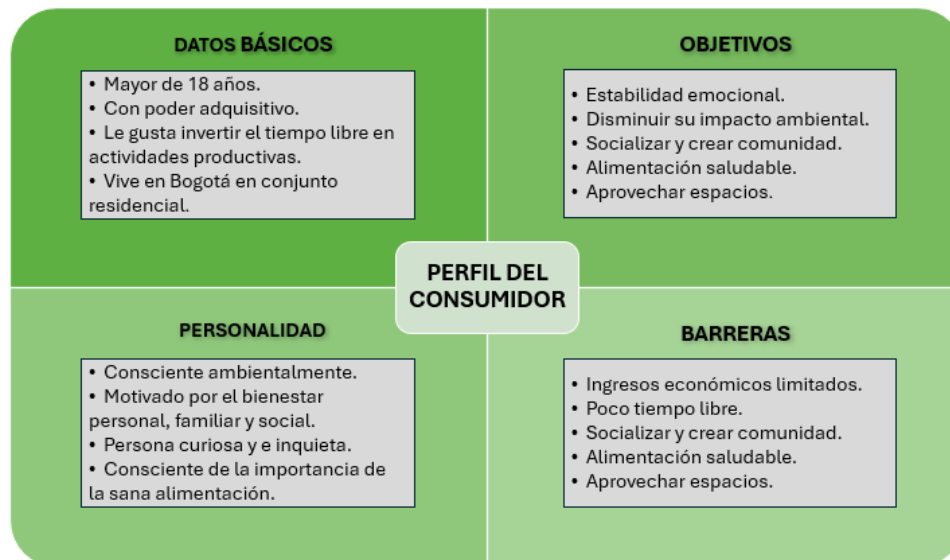 DATOS BÁSICOS
• Mayor de 18 años.
• Con poder adquisitivo.
• Le gusta invertir el tiempo libre en
actividades productivas.
• Vive en Bogotá en conjunto
residencial.
OBJETIVOS
• Estabilidad emocional.
• Disminuir su impacto ambiental.
• Socializar y crear comunidad.
• Alimentación saludable.
• Aprovechar espacios.
PERFIL DEL
CONSUMIDOR
PERSONALIDAD
• Consciente ambientalmente.
• Motivado por el bienestar
personal, familiar y social.
• Persona curiosa y e inquieta.
• Consciente de la importancia de
la sana alimentación.
BARRERAS
• Ingresos económicos limitados.
• Poco tiempo libre.
• Socializar y crear comunidad.
• Alimentación saludable.
• Aprovechar espacios.